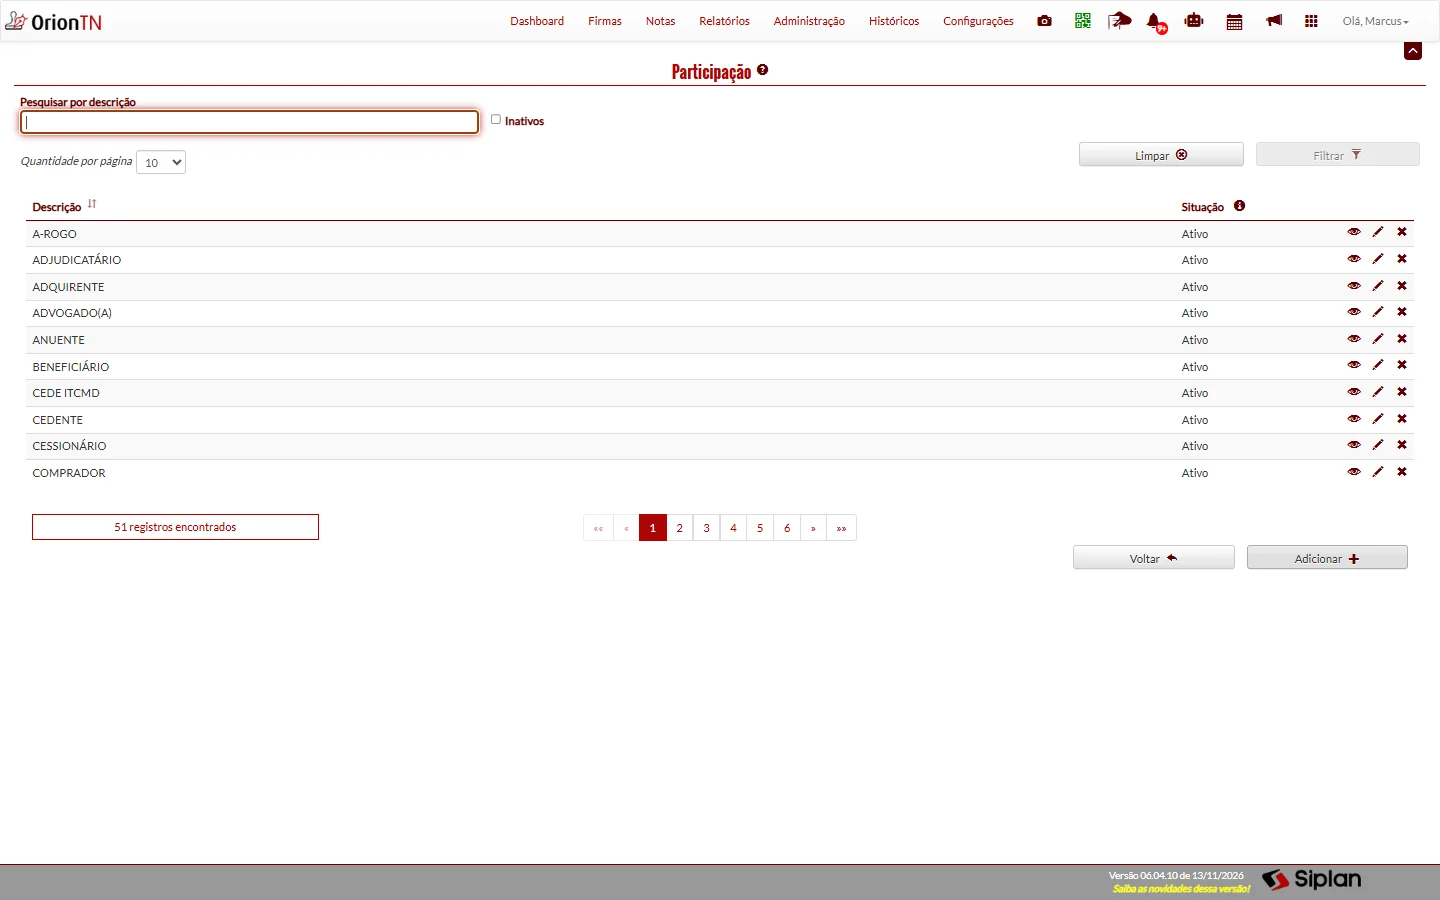 OrionTN
Dashboard Firmas Notas Relatórios Administração Históricos Configurações 9+ Olá, Marcus
Participação
Pesquisar por descrição
Inativos
Quantidade por página 10
Limpar Filtrar
Descrição Situação
A-ROGO Ativo
ADJUDICATÁRIO Ativo
ADQUIRENTE Ativo
ADVOGADO(A) Ativo
ANUENTE Ativo
BENEFICIÁRIO Ativo
CEDE ITCMD Ativo
CEDENTE Ativo
CESSIONÁRIO Ativo
COMPRADOR Ativo
51 registros encontrados «« « 1 2 3 4 5 6 » »»
Voltar Adicionar
Versão 06.04.10 de 13/11/2026
Saiba as novidades dessa versão!
Siplan